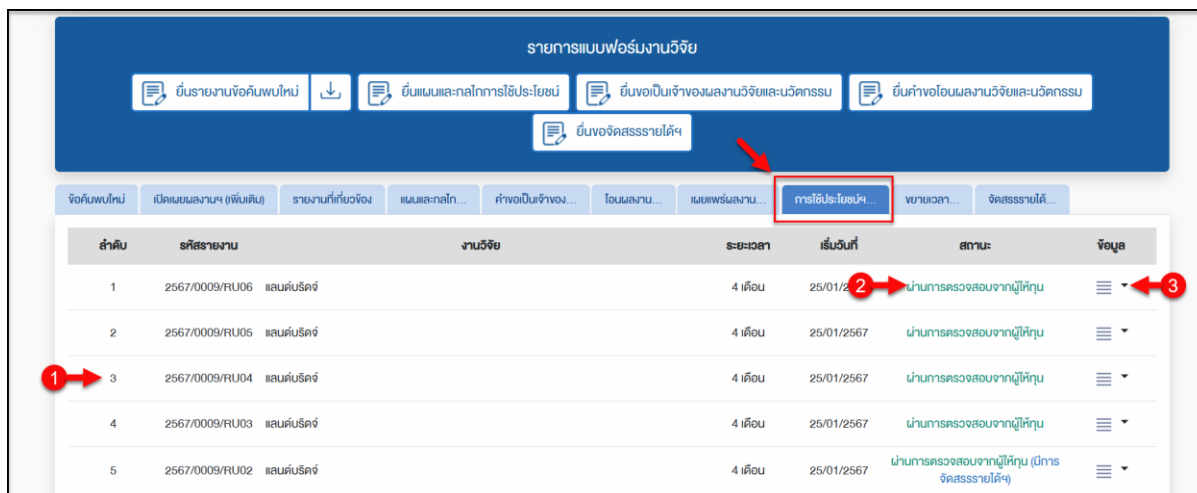 รายการแบบฟอร์มงานวิจัย
ยื่นรายงานข้อค้นพบใหม่ ยื่นแผนและกลไกการใช้ประโยชน์ ยื่นขอเป็นเจ้าของผลงานวิจัยและนวัตกรรม ยื่นคำขอโอนผลงานวิจัยและนวัตกรรม
ยื่นขอจัดสรรรายได้ฯ
ข้อค้นพบใหม่ เปิดเผยผลงานฯ (เพิ่มเติม) รายงานที่เกี่ยวข้อง แผนและกลไก... คำขอเป็นเจ้าของ... โอนผลงาน... เผยแพร่ผลงาน... การใช้ประโยชน์ฯ... ขยายเวลา... จัดสรรรายได้...
ลำดับ รหัสรายงาน งานวิจัย ระยะเวลา เริ่มวันที่ สถานะ ข้อมูล
1 2567/0009/RU06 แลนด์บริดจ์ 4 เดือน 25/01/2 2 ผ่านการตรวจสอบจากผู้ให้ทุน 3
2 2567/0009/RU05 แลนด์บริดจ์ 4 เดือน 25/01/2567 ผ่านการตรวจสอบจากผู้ให้ทุน
1 3 2567/0009/RU04 แลนด์บริดจ์ 4 เดือน 25/01/2567 ผ่านการตรวจสอบจากผู้ให้ทุน
4 2567/0009/RU03 แลนด์บริดจ์ 4 เดือน 25/01/2567 ผ่านการตรวจสอบจากผู้ให้ทุน
5 2567/0009/RU02 แลนด์บริดจ์ 4 เดือน 25/01/2567 ผ่านการตรวจสอบจากผู้ให้ทุน (มีการ
จัดสรรรายได้ฯ)